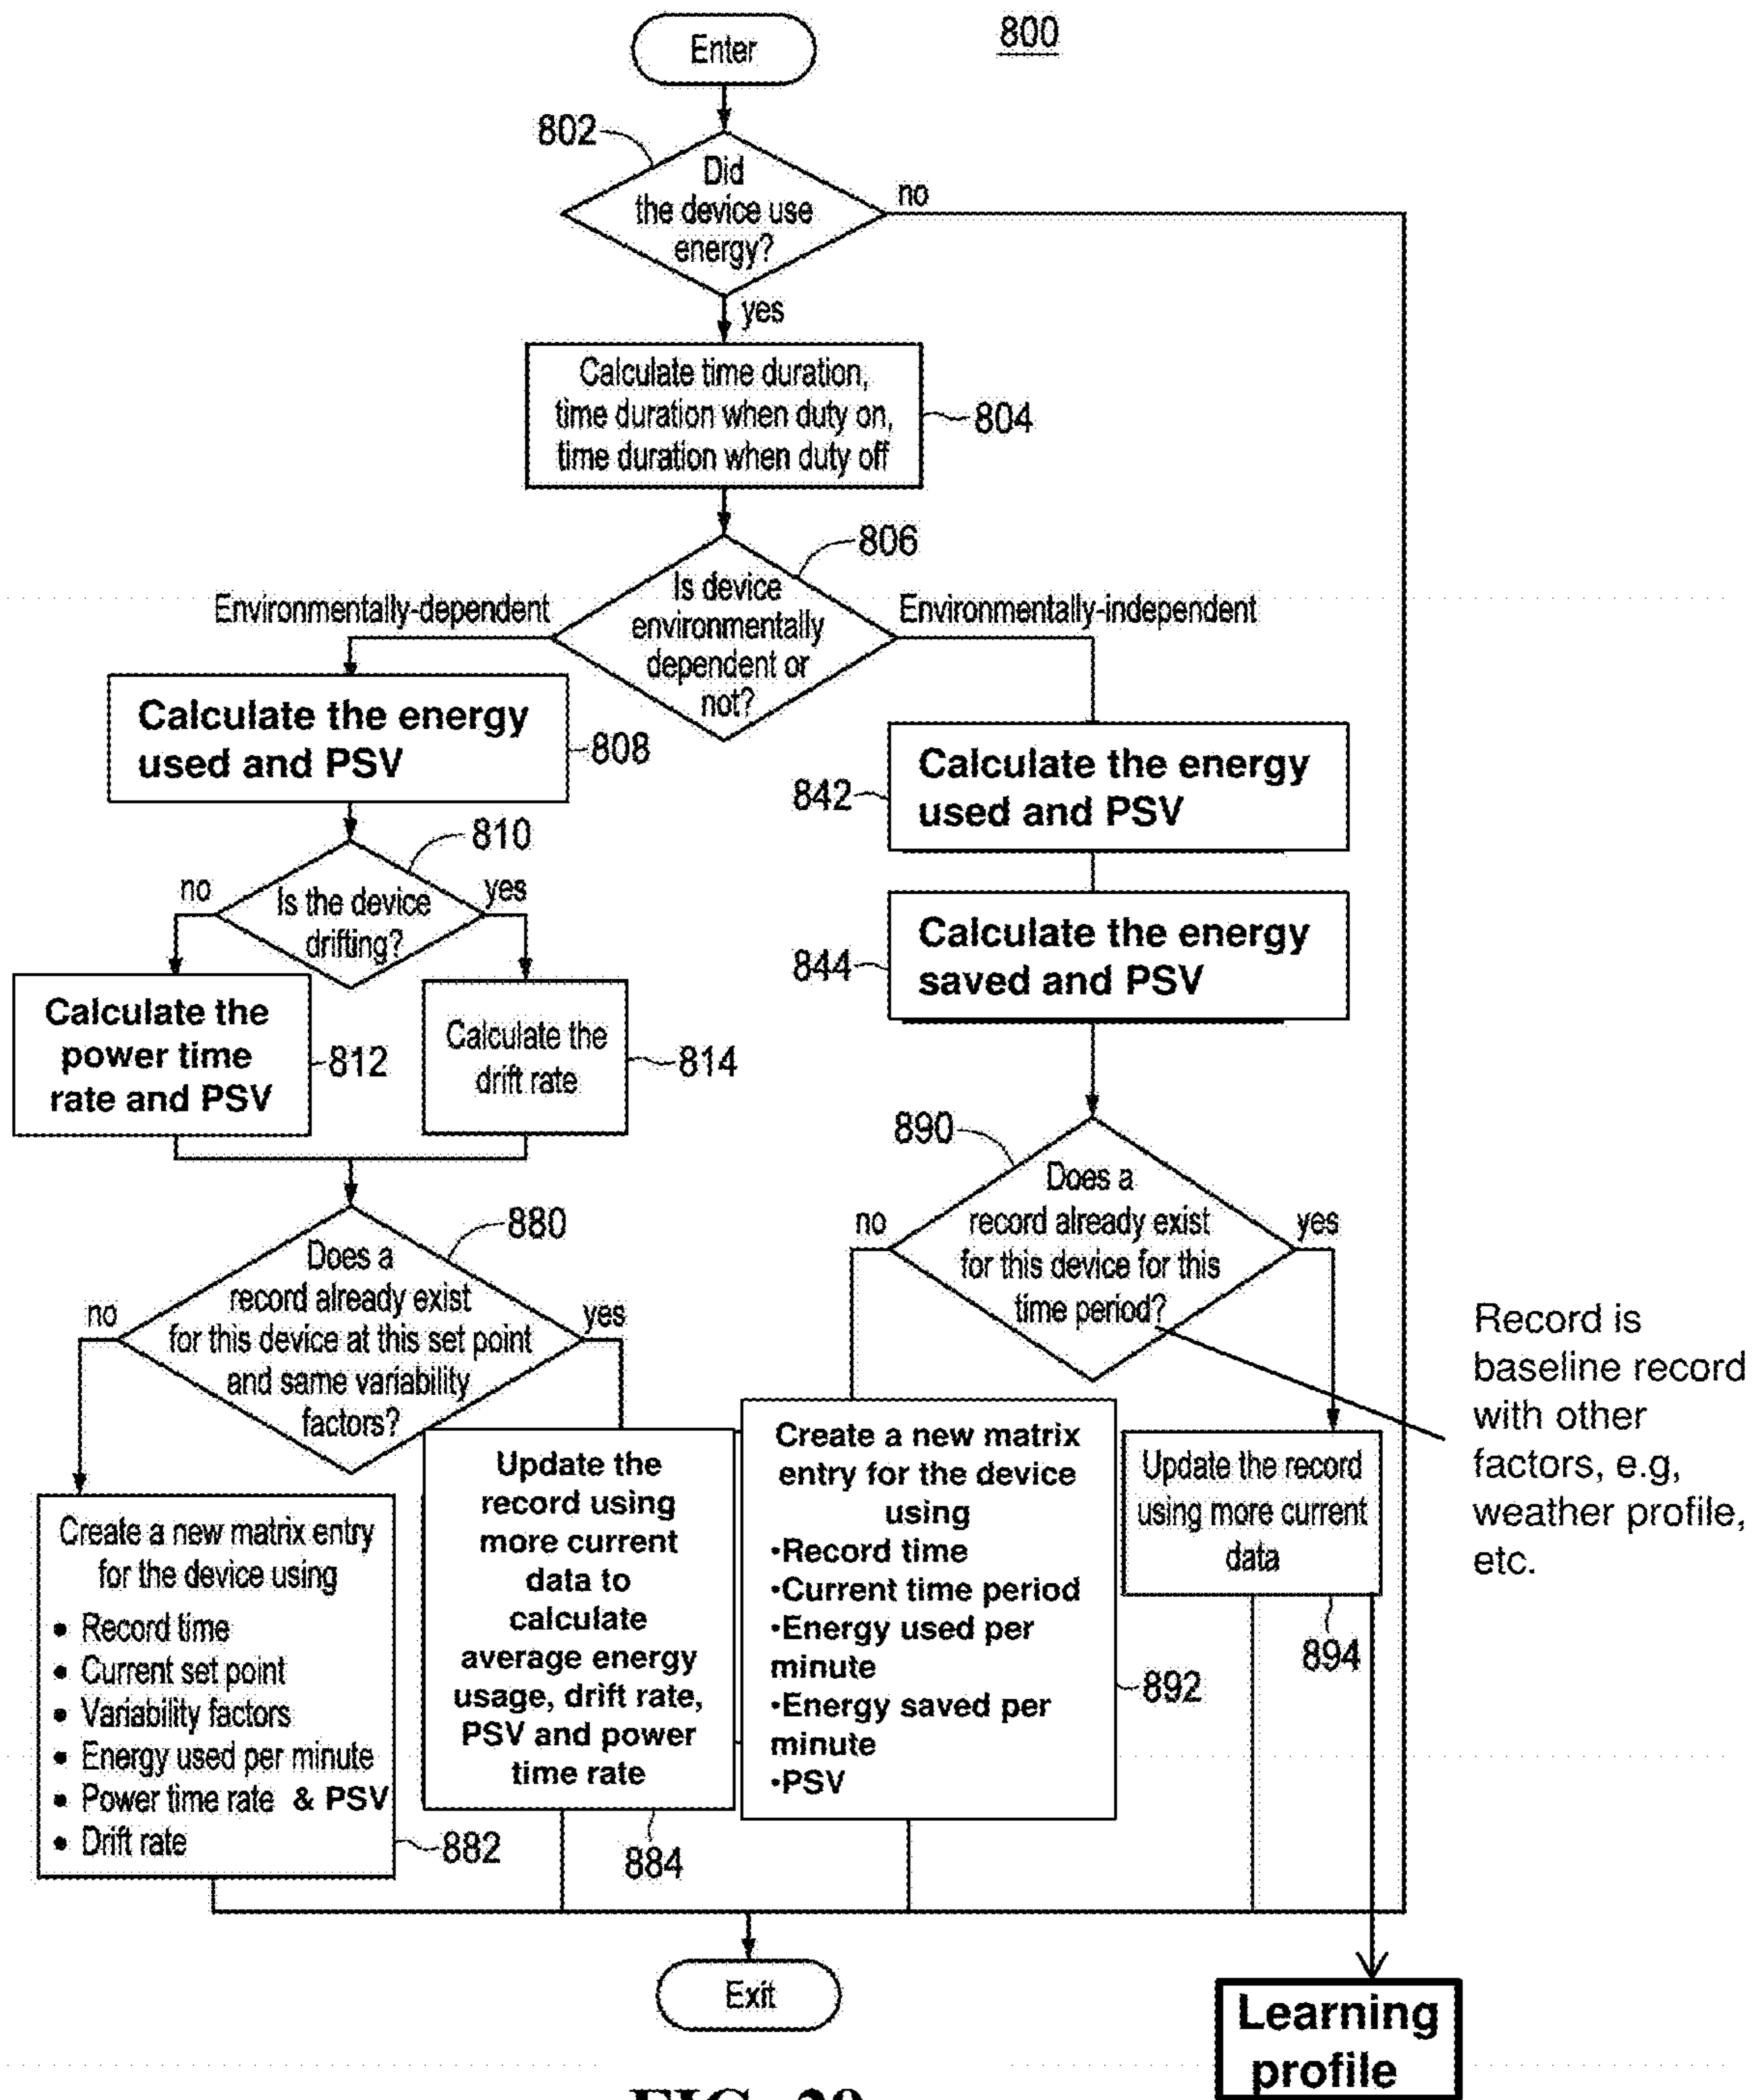 800
Enter
802
Did
the device use
energy?
no
yes
Calculate time duration,
time duration when duty on,
time duration when duty off
804
806
Is device
environmentally
dependent or
not?
Environmentally-dependent
Environmentally-independent
Calculate the energy
used and PSV
808
842
Calculate the energy
used and PSV
810
Is the device
drifting?
no
yes
844
Calculate the energy
saved and PSV
Calculate the
power time
rate and PSV
812
Calculate the
drift rate
814
890
Does a
record already exist
for this device for this
time period?
no
yes
880
Does a
record already exist
for this device at this set point
and same variability
factors?
no
yes
Record is
baseline record
with other
factors, e.g,
weather profile,
etc.
Create a new matrix entry
for the device using
• Record time
• Current set point
• Variability factors
• Energy used per minute
• Power time rate & PSV
• Drift rate
882
Update the
record using
more current
data to
calculate
average energy
usage, drift rate,
PSV and power
time rate
884
Create a new matrix
entry for the device
using
•Record time
•Current time period
•Energy used per
minute
•Energy saved per
minute
•PSV
892
Update the record
using more current
data
894
Exit
Learning
profile